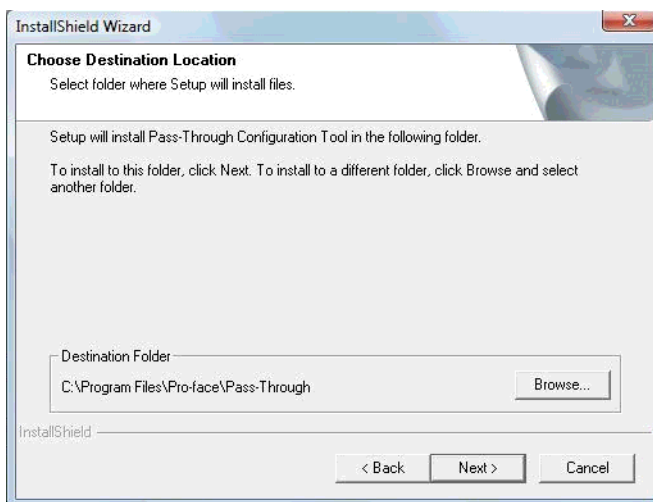 InstallShield Wizard
Choose Destination Location
Select folder where Setup will install files.
Setup will install Pass-Through Configuration Tool in the following folder.
To install to this folder, click Next. To install to a different folder, click Browse and select
another folder.
Destination Folder
C:\Program Files\Pro-face\Pass-Through
Browse...
InstallShield
< Back
Next >
Cancel